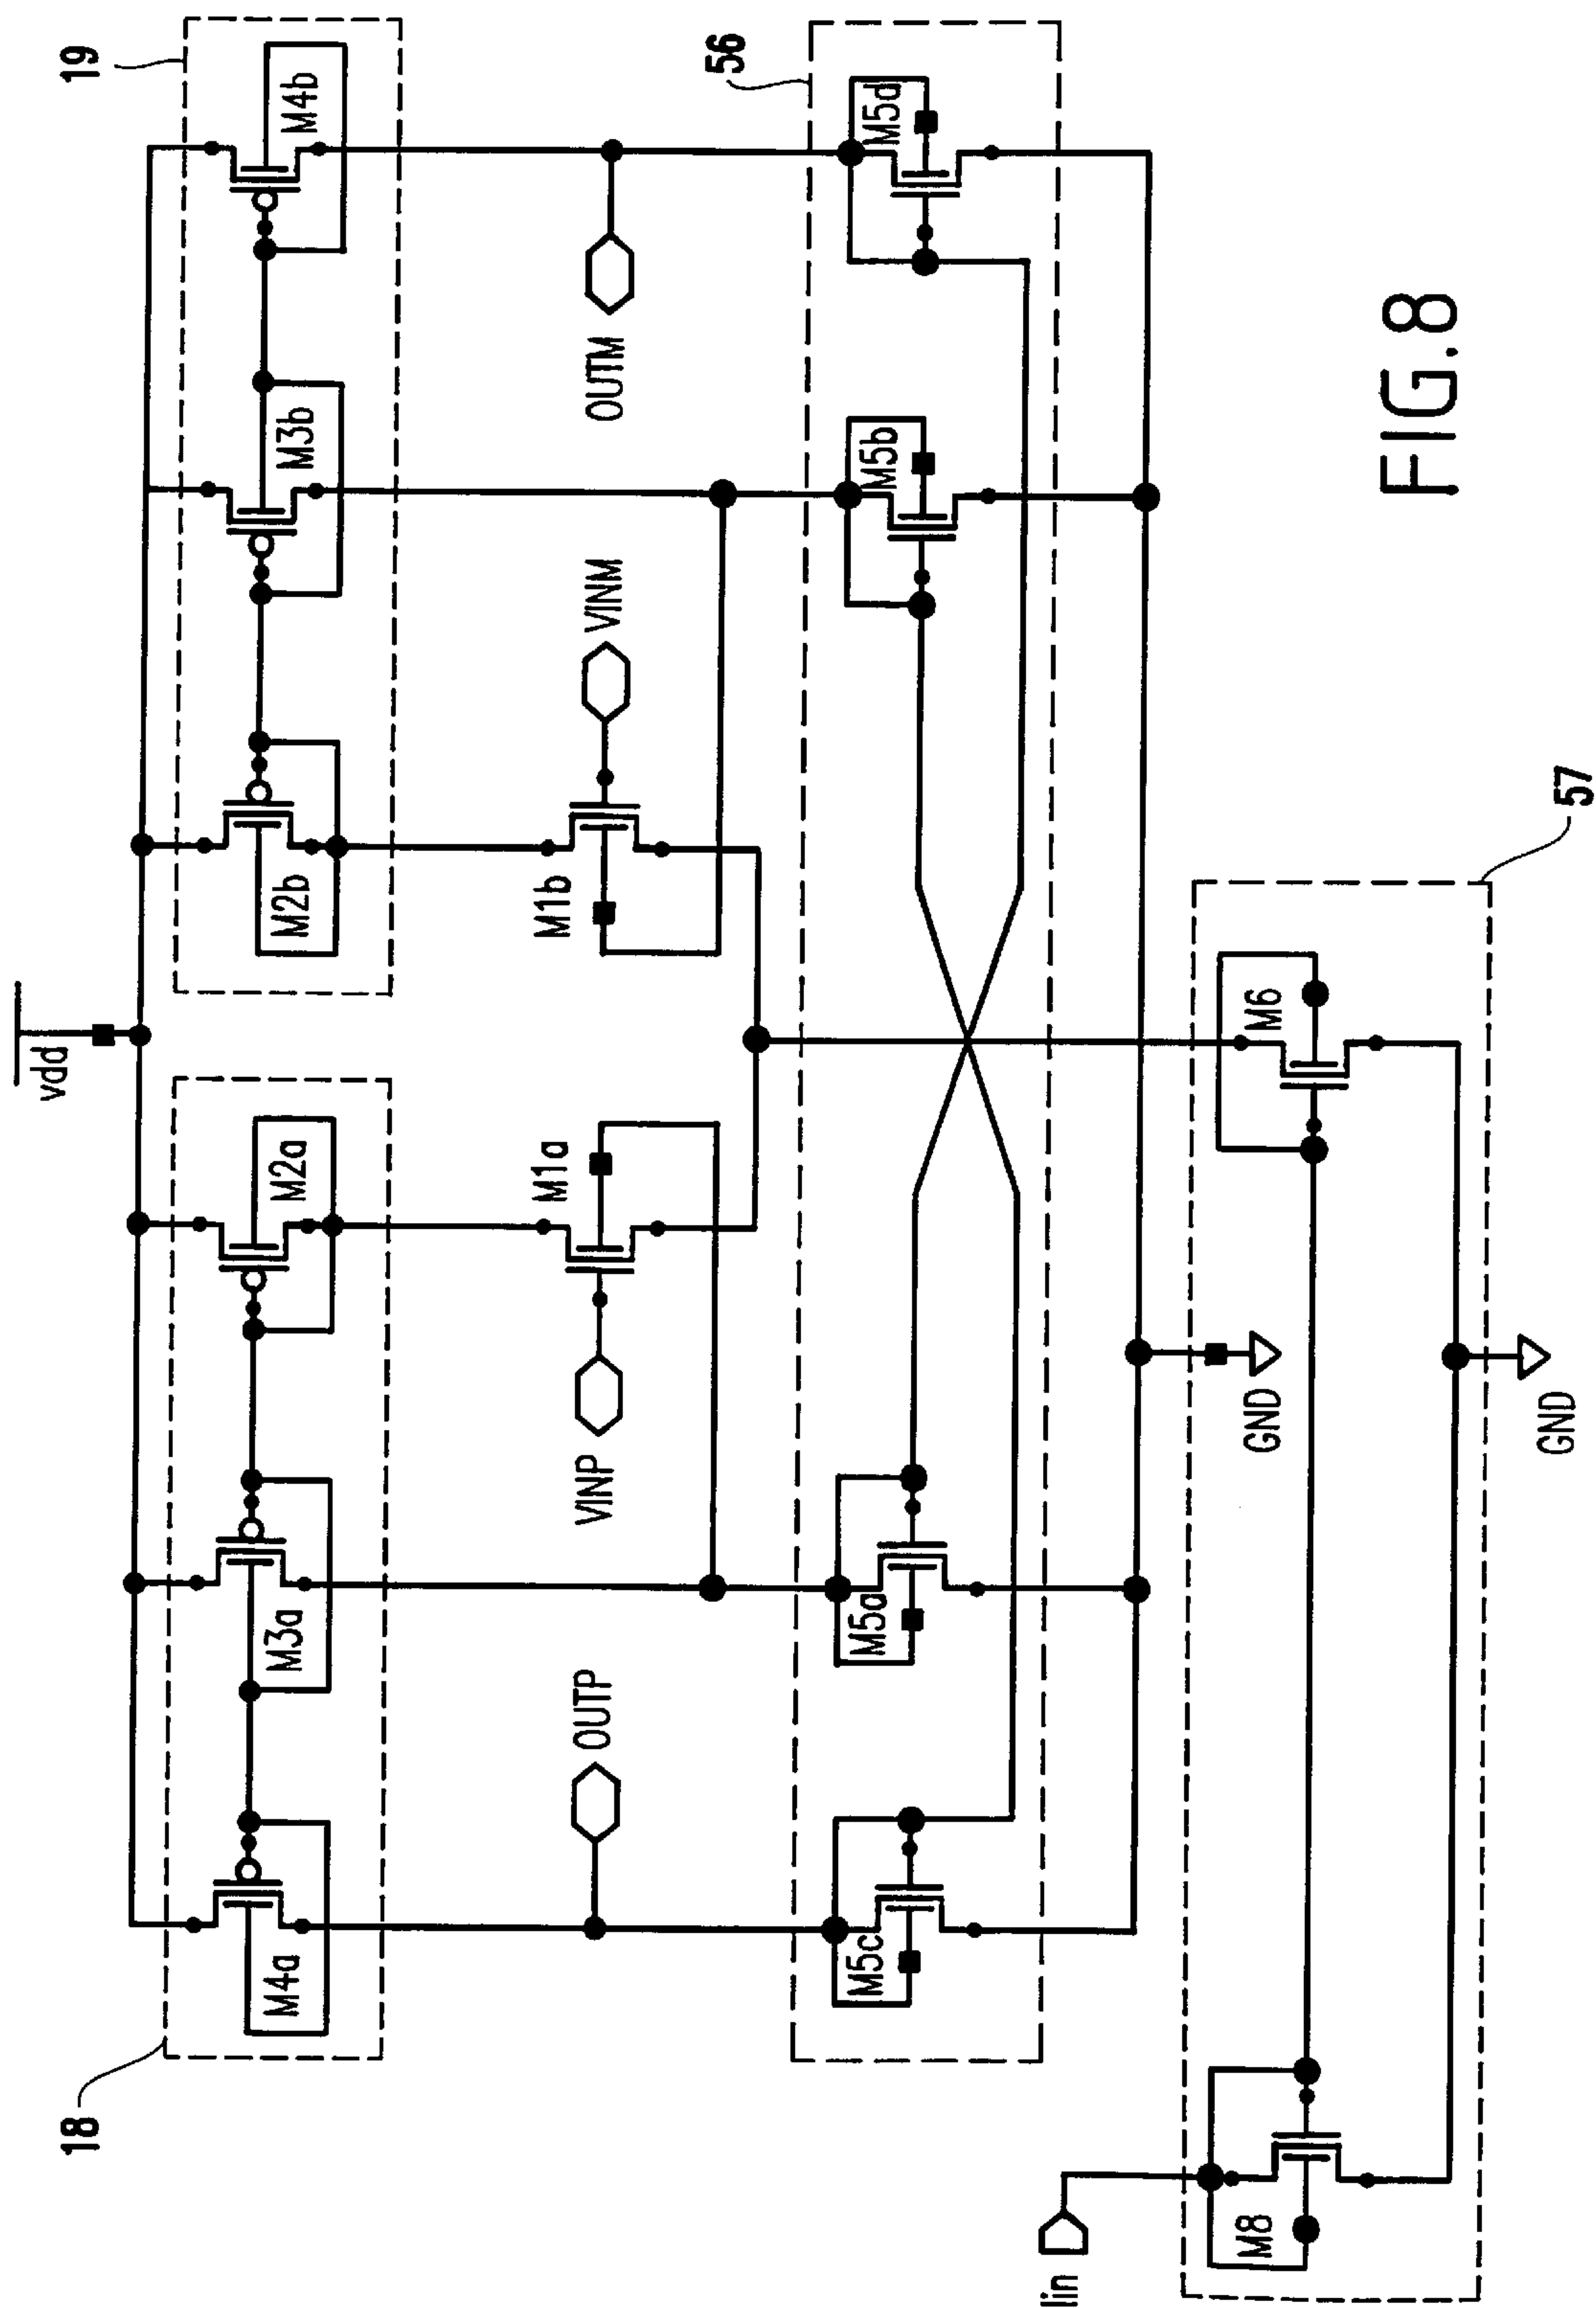 vdd
18
19
M4a
M3a
M2a
M2b
M3b
M4b
OUTP
VINP
M1a
M1b
VINM
OUTM
56
M5c
M5a
M5b
M5d
GND
57
Iin
M8
M6
GND
FIG.8